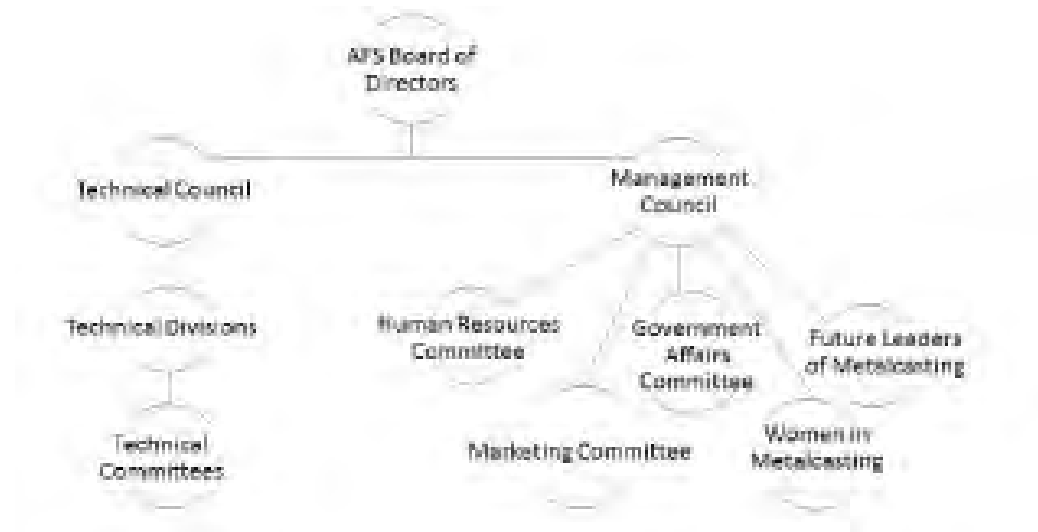 AFS Board of
Directors
Technical Council
Management
Council
Technical Divisions
Human Resources
Committee
Government
Affairs
Committee
Future Leaders
of Metalcasting
Technical
Committees
Marketing Committee
Women in
Metalcasting